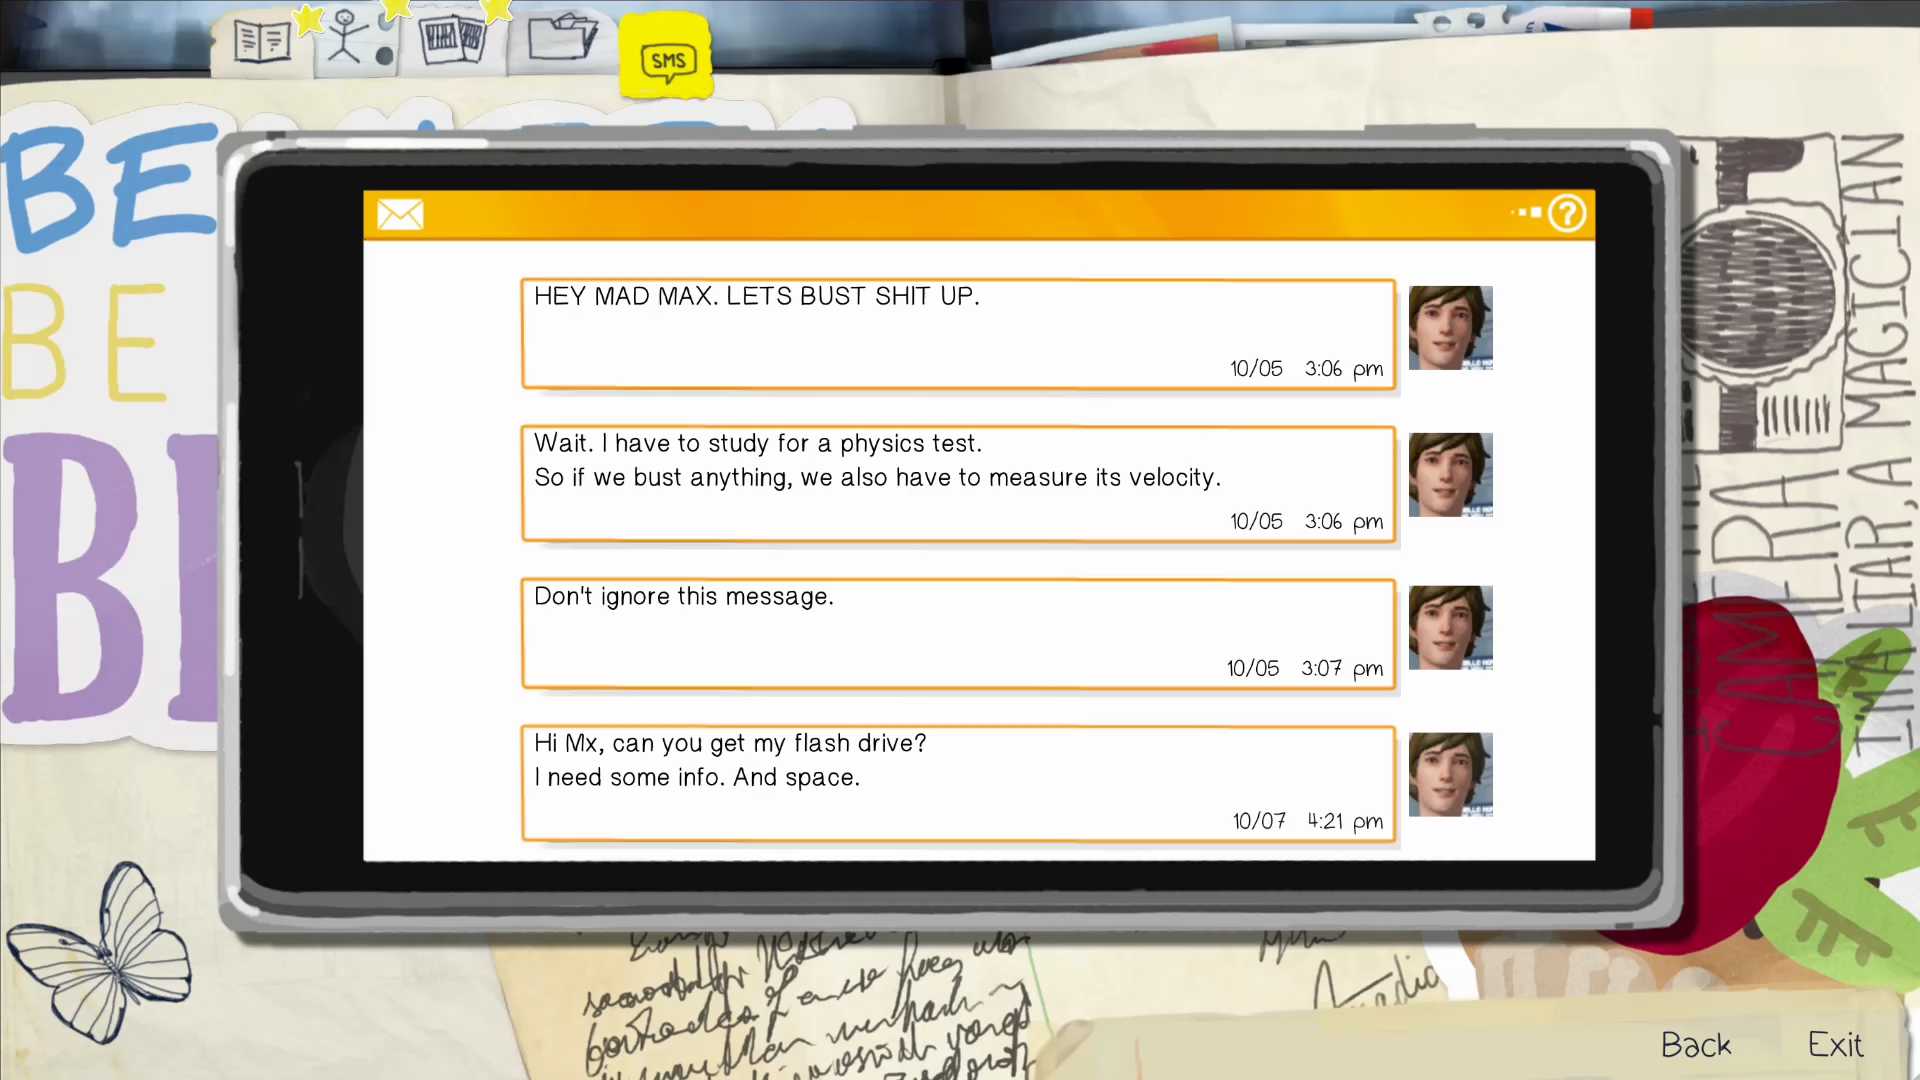 SMS
BE
BE
HEY MAD MAX. LETS BUST SHIT UP.
10/05 3:06 pm
Wait. I have to study for a physics test.
So if we bust anything, we also have to measure its velocity.
10/05 3:06 pm
Don't ignore this message.
10/05 3:07 pm
Hi Mx, can you get my flash drive?
I need some info. And space.
10/07 4:21 pm
CAMERA
LIAR, A MAGICIAN
Back
Exit